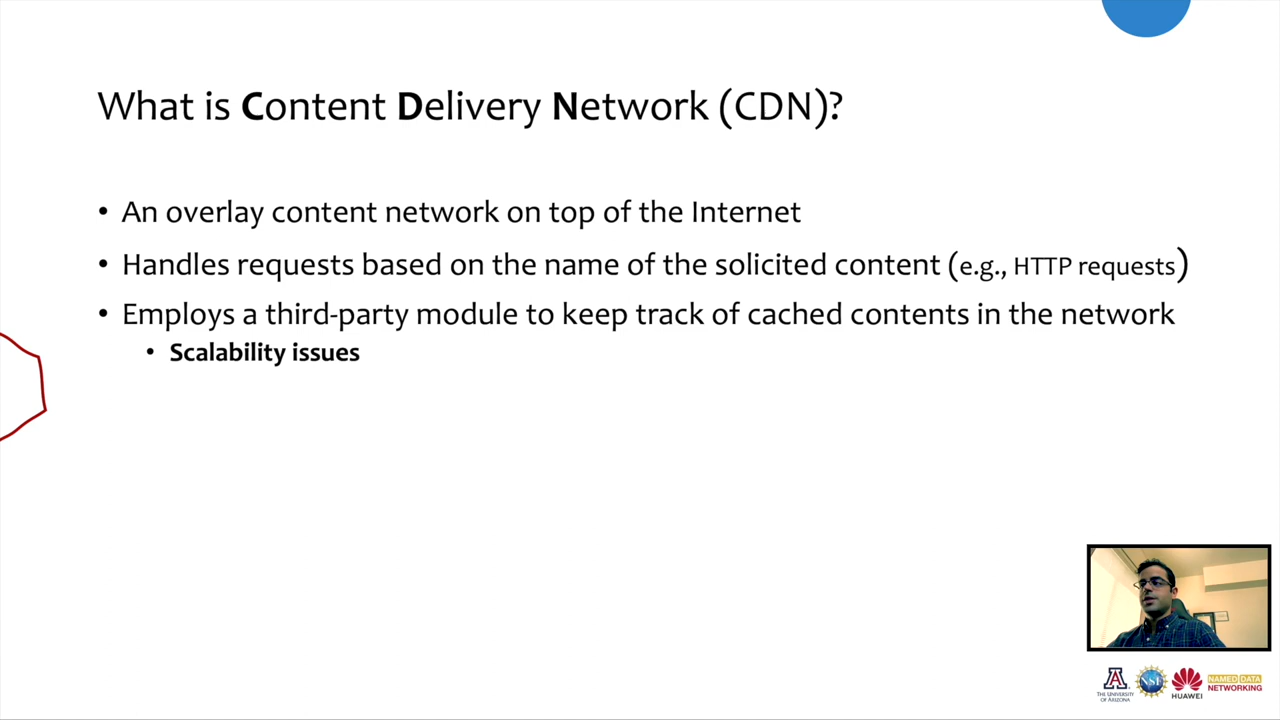 What is Content Delivery Network (CDN)?
• An overlay content network on top of the Internet
• Handles requests based on the name of the solicited content (e.g., HTTP requests)
• Employs a third-party module to keep track of cached contents in the network
• Scalability issues
A
THE UNIVERSITY
OF ARIZONA
NSF
HUAWEI
NAMED DATA
NETWORKING